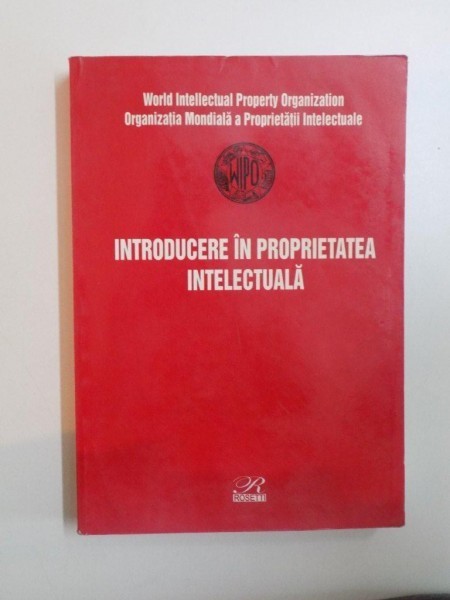 World Intellectual Property Organization
Organizația Mondială a Proprietății Intelectuale
WIPO
INTRODUCERE ÎN PROPRIETATEA
INTELECTUALĂ
R
ROSETTI